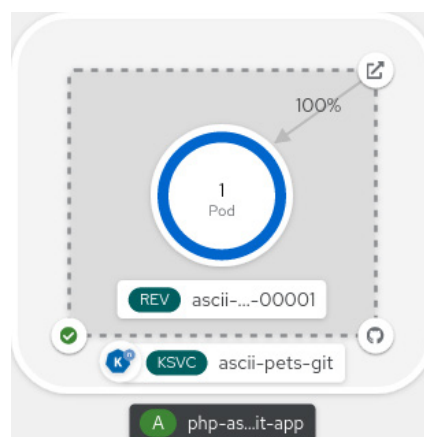 100%
1
Pod
REV ascii-...-00001
K n KSVC ascii-pets-git
A php-as...it-app